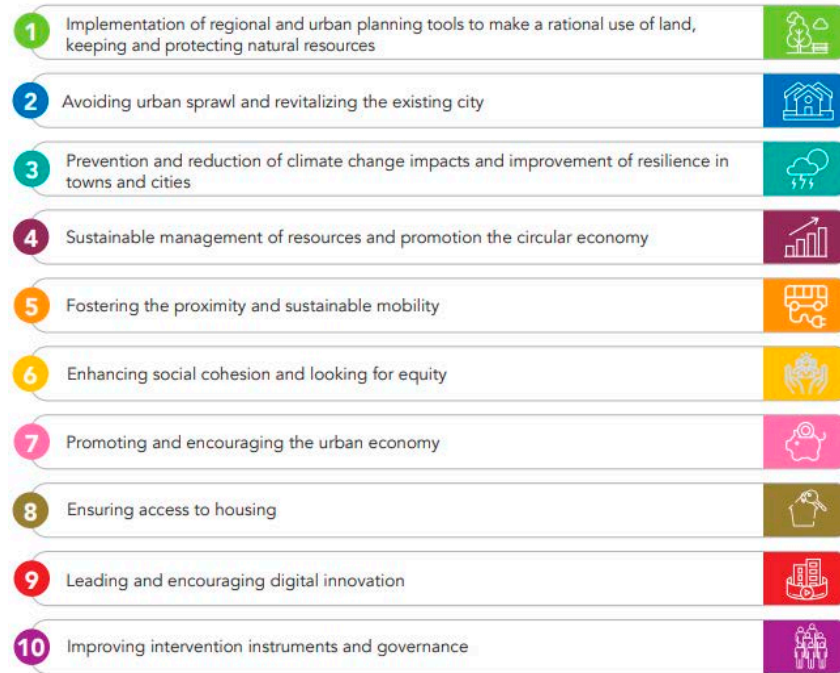 1
Implementation of regional and urban planning tools to make a rational use of land,
keeping and protecting natural resources
2
Avoiding urban sprawl and revitalizing the existing city
3
Prevention and reduction of climate change impacts and improvement of resilience in
towns and cities
4
Sustainable management of resources and promotion the circular economy
5
Fostering the proximity and sustainable mobility
6
Enhancing social cohesion and looking for equity
7
Promoting and encouraging the urban economy
8
Ensuring access to housing
9
Leading and encouraging digital innovation
10
Improving intervention instruments and governance